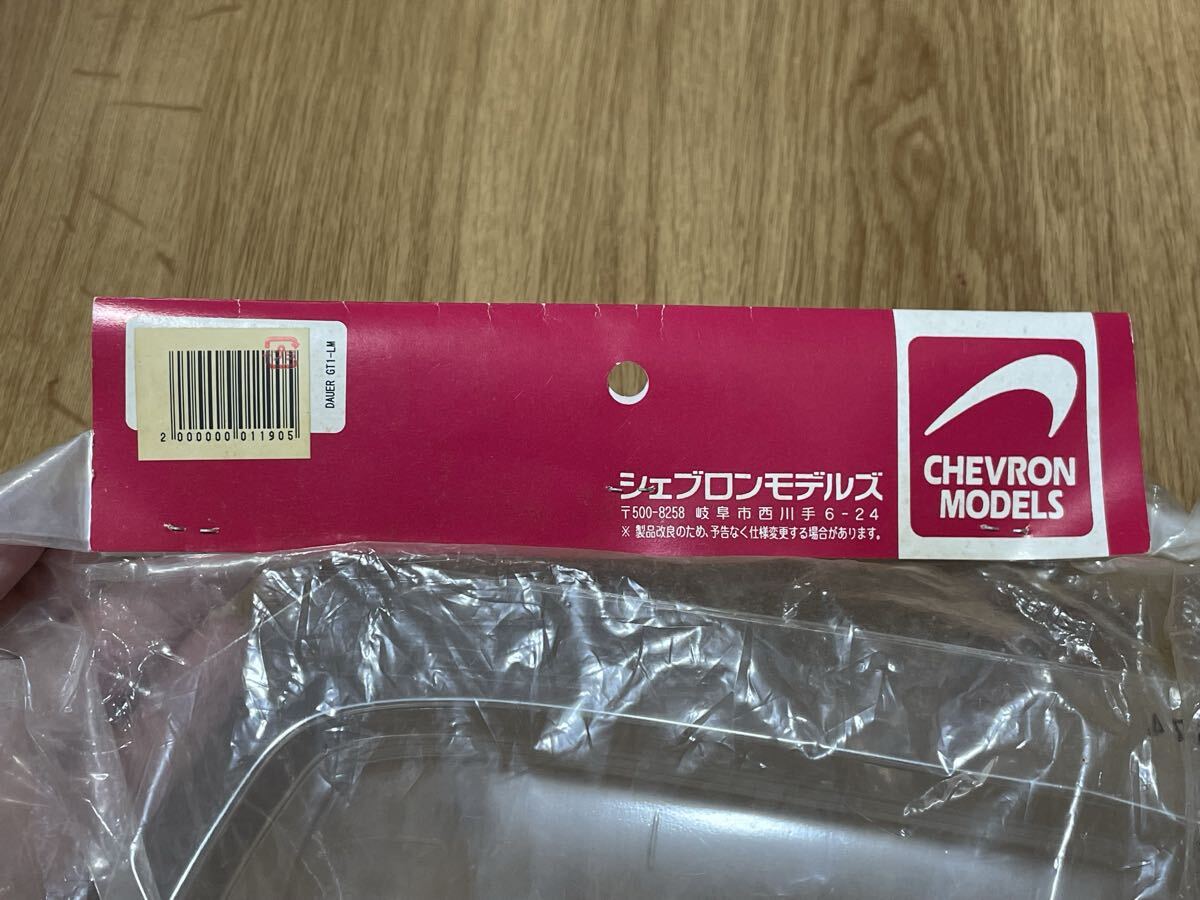 DAUER GT1-LM
2 000000 011905
シェブロンモデルズ
〒500-8258 岐阜市西川手6-24
※ 製品改良のため、予告なく仕様変更する場合があります。
CHEVRON
MODELS